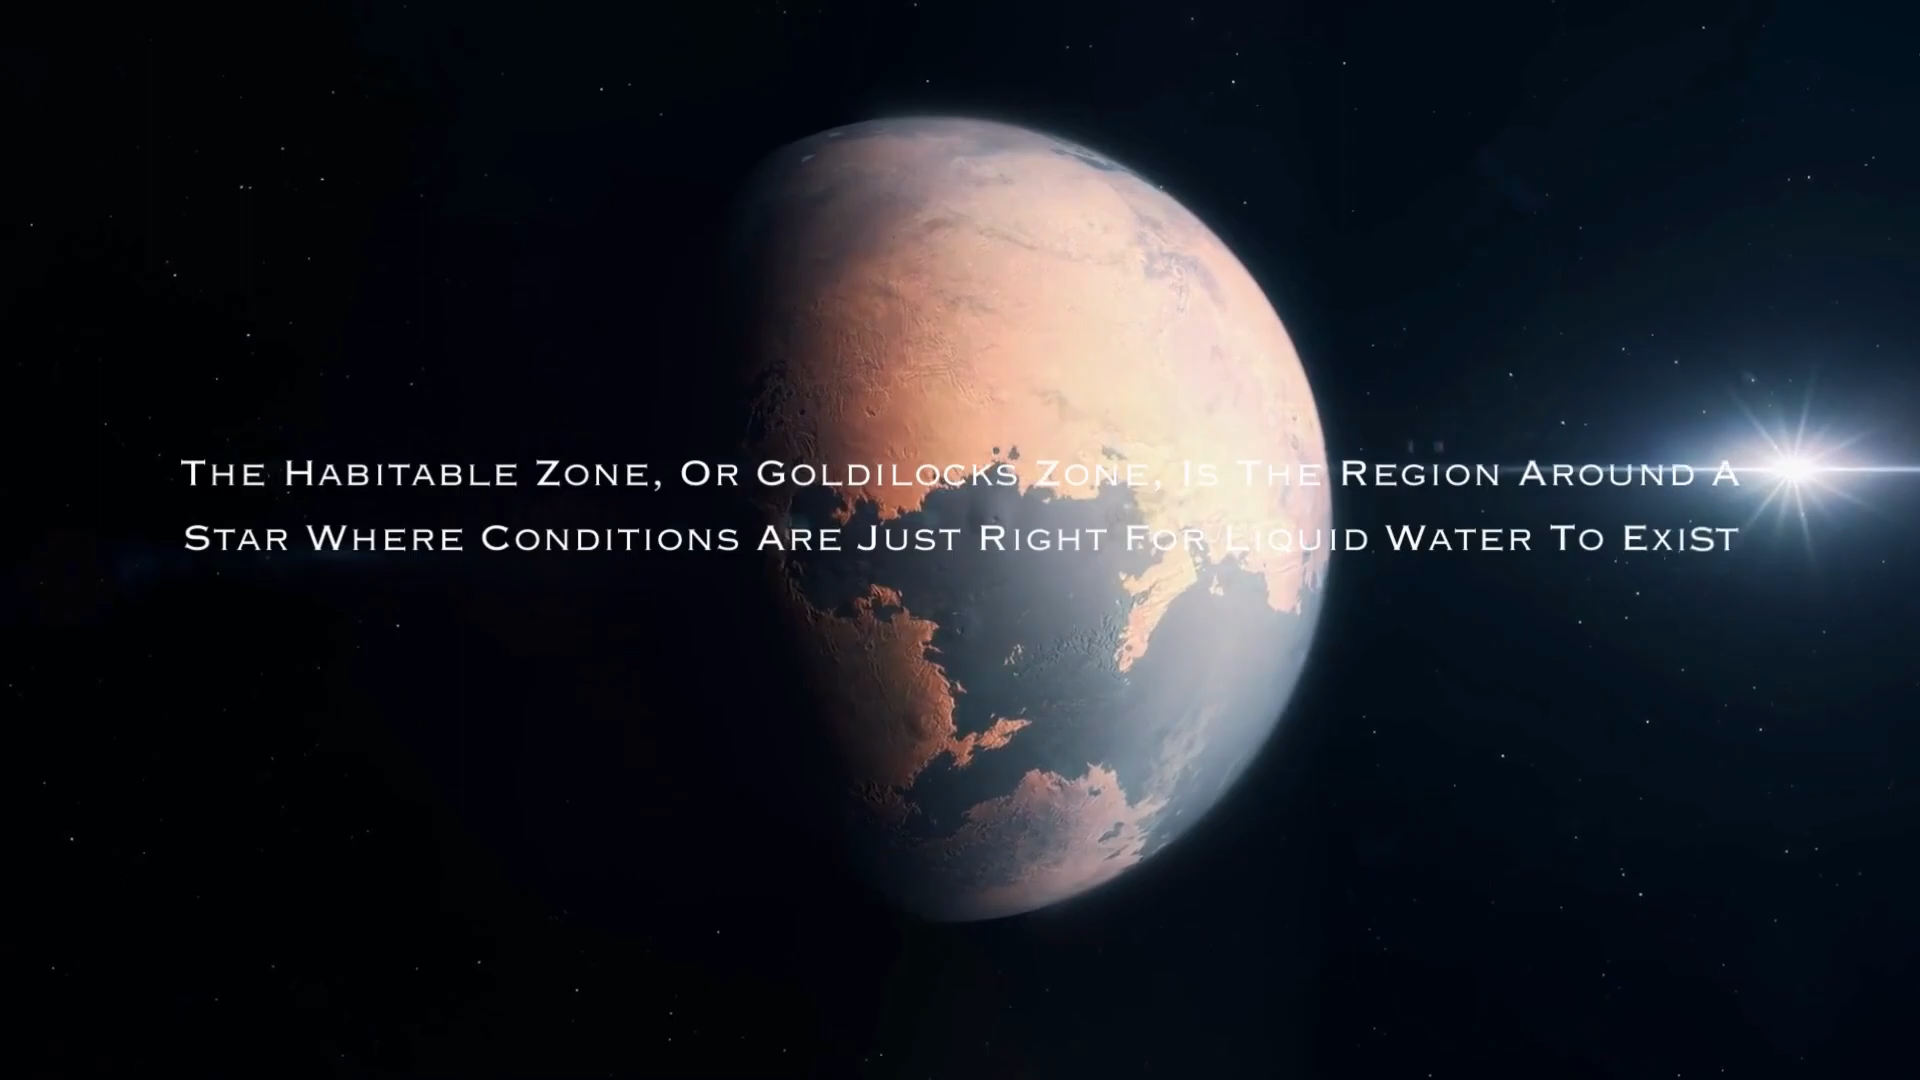 The Habitable Zone, Or Goldilocks Zone, Is The Region Around A
Star Where Conditions Are Just Right For Liquid Water To Exist